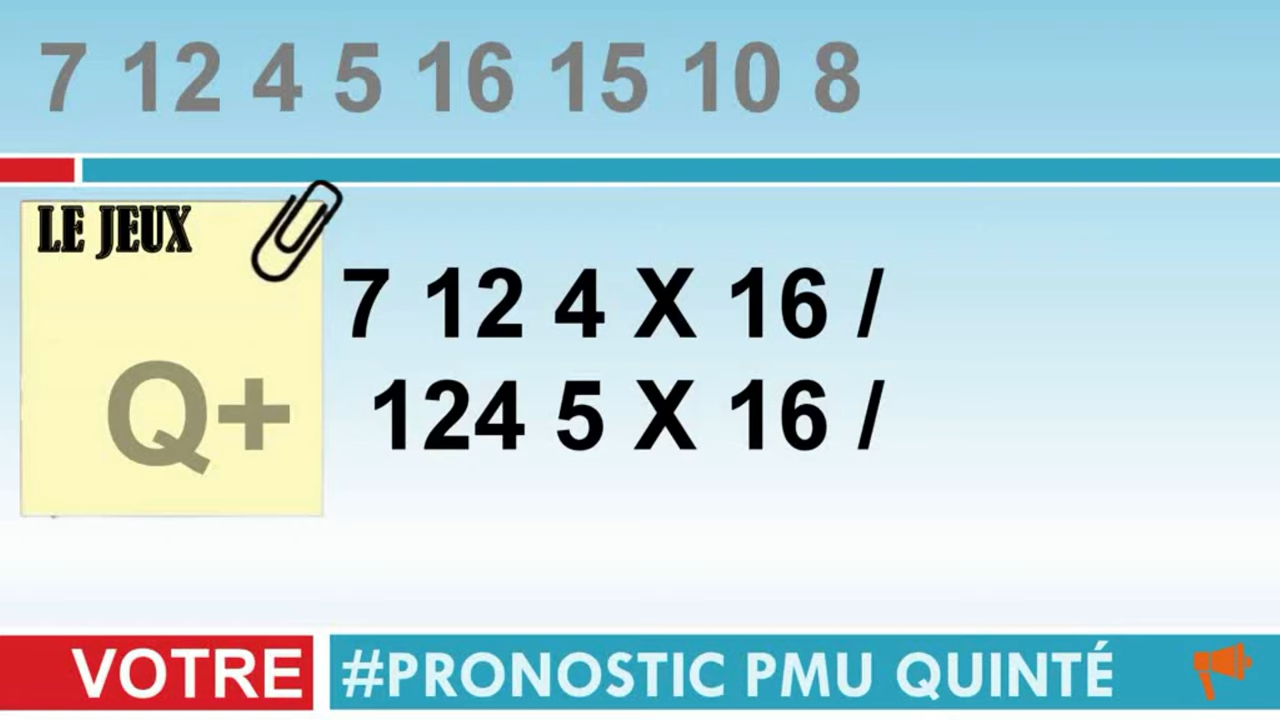 7 12 4 5 16 15 10 8
LE JEUX
Q+
7 12 4 X 16 /
124 5 X 16 /
VOTRE #PRONOSTIC PMU QUINTÉ